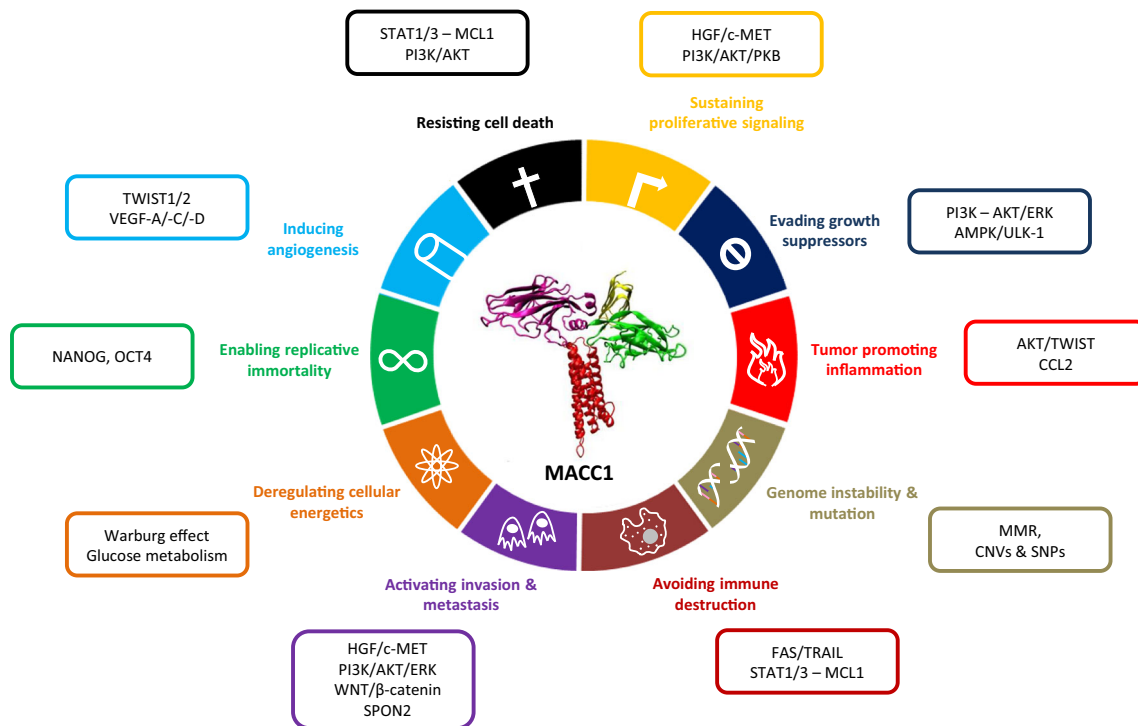 STAT1/3 – MCL1
PI3K/AKT
HGF/c-MET
PI3K/AKT/PKB
Resisting cell death
Sustaining
proliferative signaling
TWIST1/2
VEGF-A/-C/-D
Inducing
angiogenesis
Evading growth
suppressors
PI3K – AKT/ERK
AMPK/ULK-1
NANOG, OCT4
Enabling replicative
immortality
Tumor promoting
inflammation
AKT/TWIST
CCL2
MACC1
Deregulating cellular
energetics
Genome instability &
mutation
Warburg effect
Glucose metabolism
MMR,
CNVs & SNPs
Activating invasion &
metastasis
Avoiding immune
destruction
HGF/c-MET
PI3K/AKT/ERK
WNT/β-catenin
SPON2
FAS/TRAIL
STAT1/3 – MCL1